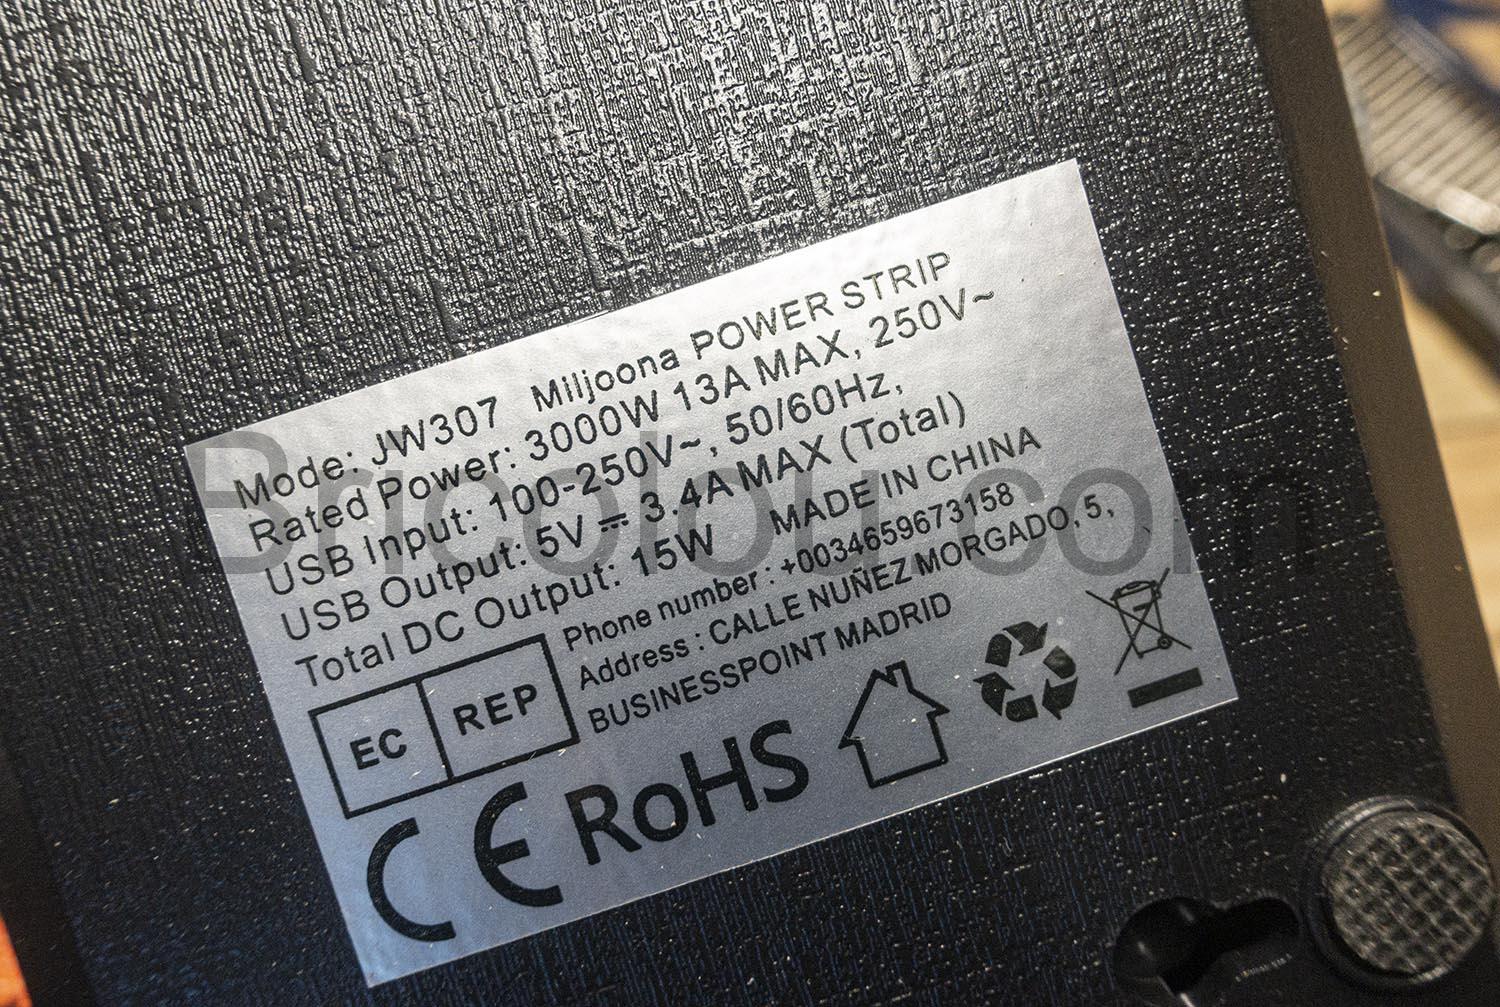 Mode: JW307 Miljoona POWER STRIP
Rated Power: 3000W 13A MAX, 250V~
USB Input: 100-250V~, 50/60Hz,
USB Output: 5V ⎓ 3.4A MAX (Total)
Total DC Output: 15W MADE IN CHINA
EC REP
Phone number : +0034659673158
Address : CALLE NUÑEZ MORGADO, 5,
BUSINESSPOINT MADRID
CE RoHS
Bricolou.com